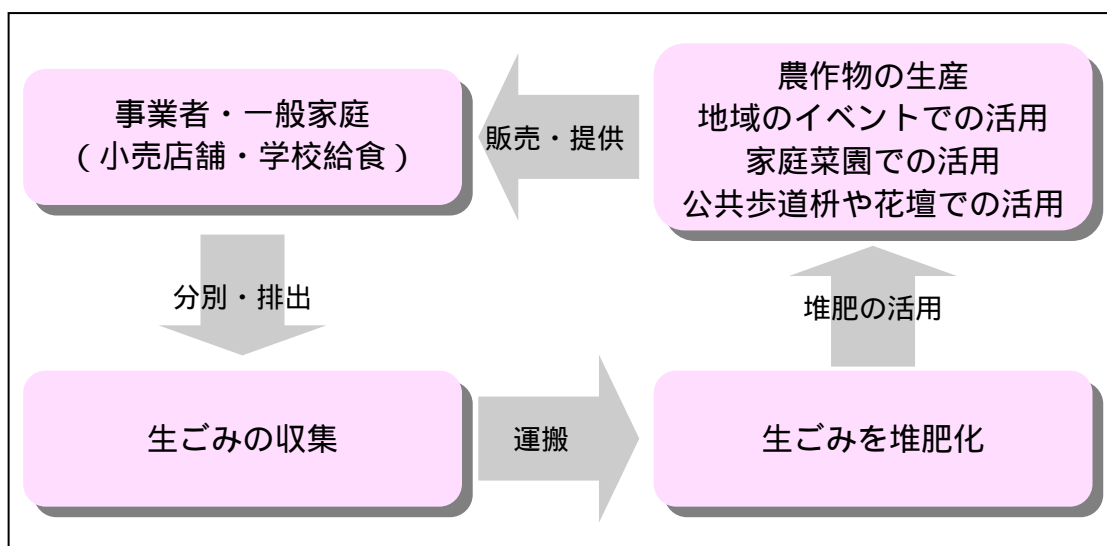 事業者・一般家庭
（小売店舗・学校給食）
販売・提供
農作物の生産
地域のイベントでの活用
家庭菜園での活用
公共歩道枡や花壇での活用
分別・排出
堆肥の活用
生ごみの収集
運搬
生ごみを堆肥化